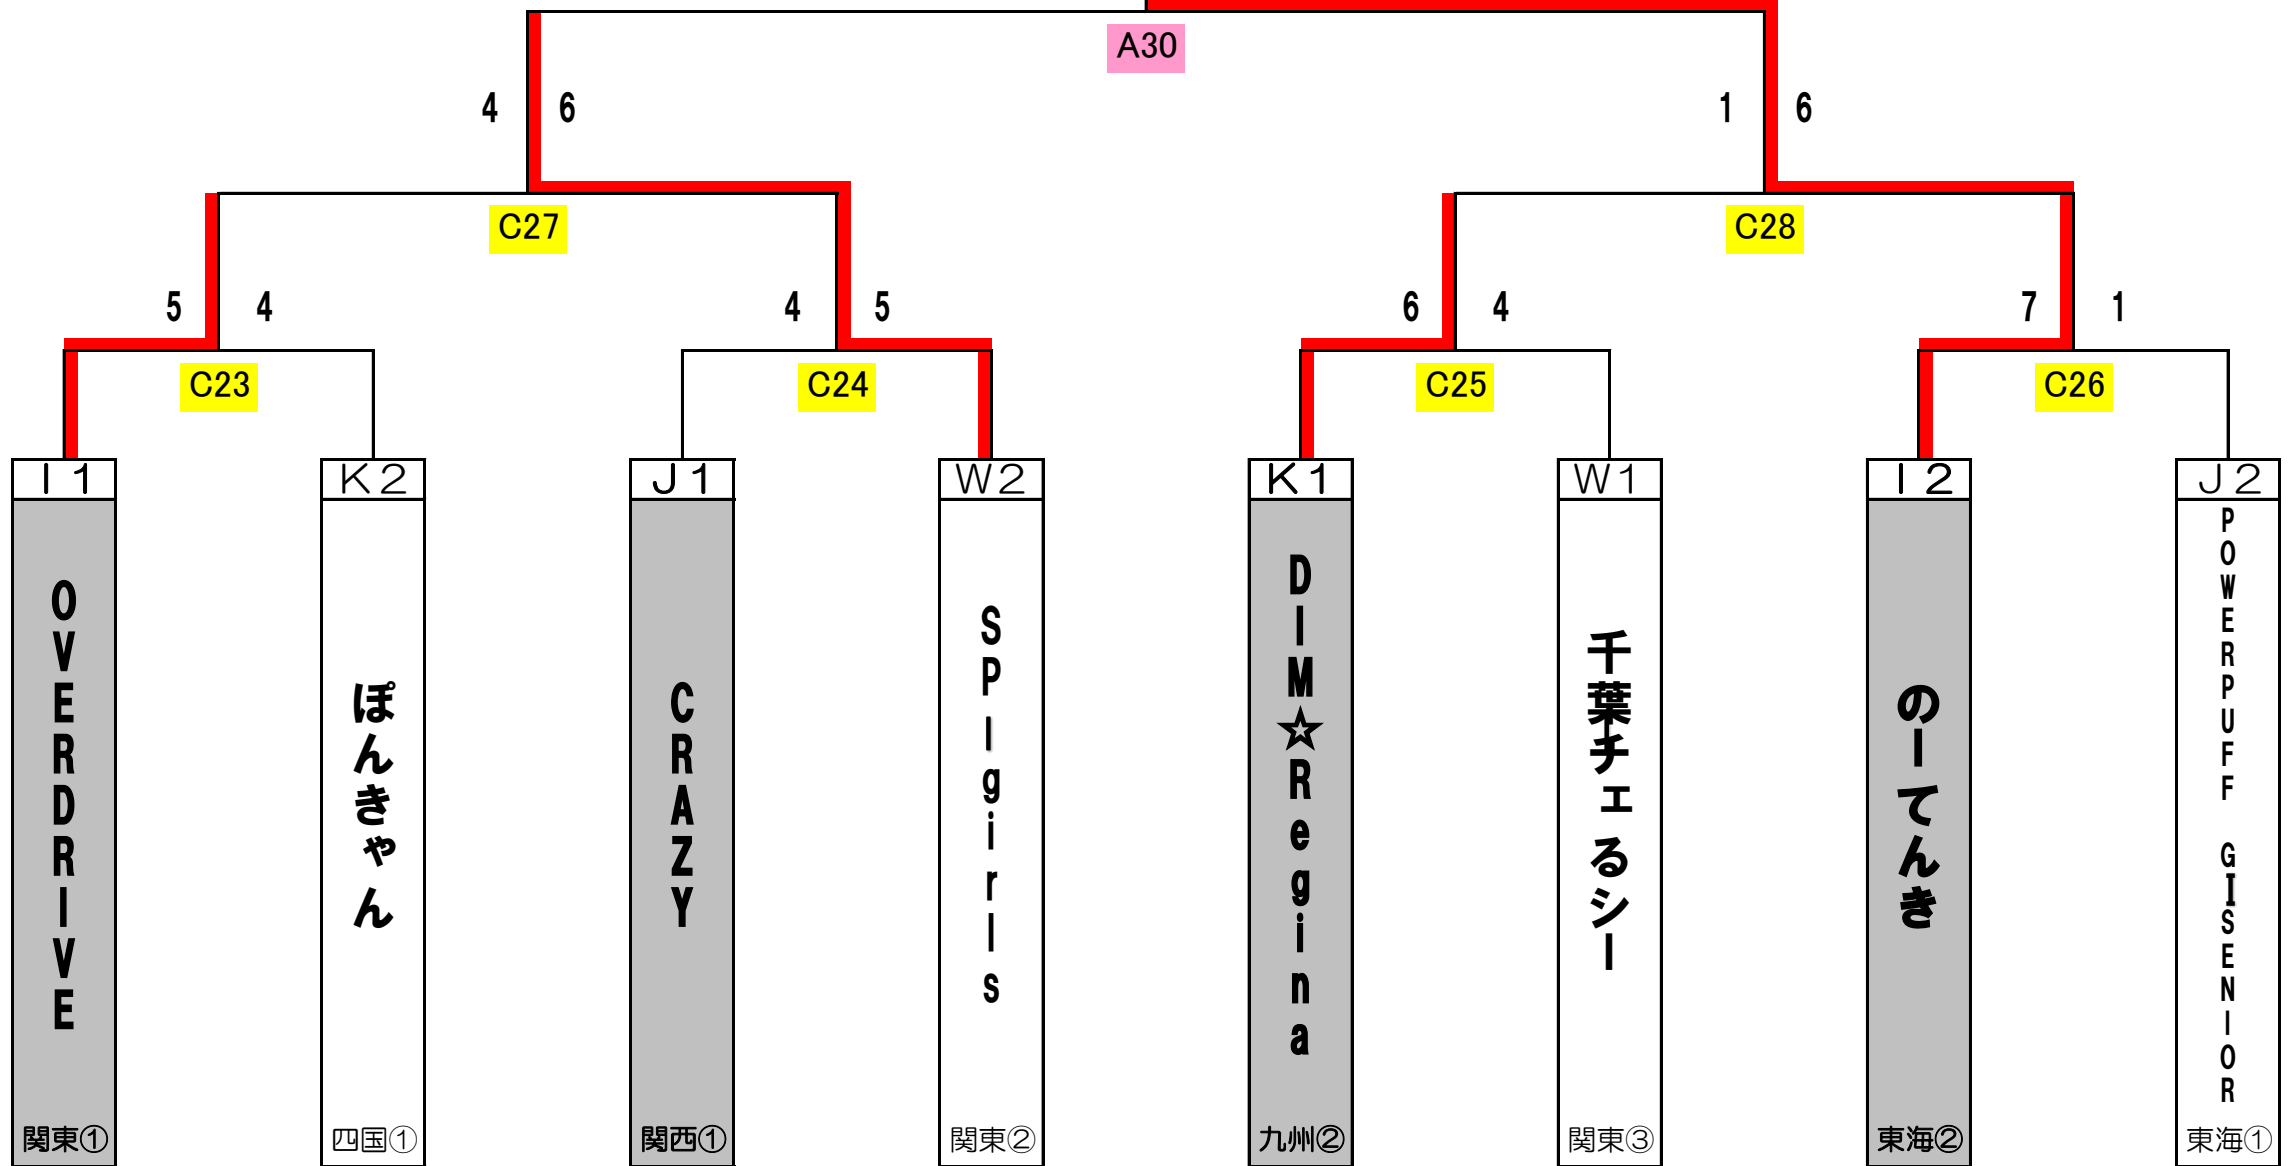 A30
4 6 1 6
C27 C28
5 4 4 5 6 4 7 1
C23 C24 C25 C26
I1 K2 J1 W2 K1 W1 I2 J2
OVERDRIVE
ぽんきゃん
CRAZY
SPIgirls
DIM☆Regina
千葉チェるシー
のーてんき
POWERPUFF GISENIOR
関東① 四国① 関西① 関東② 九州② 関東③ 東海② 東海①